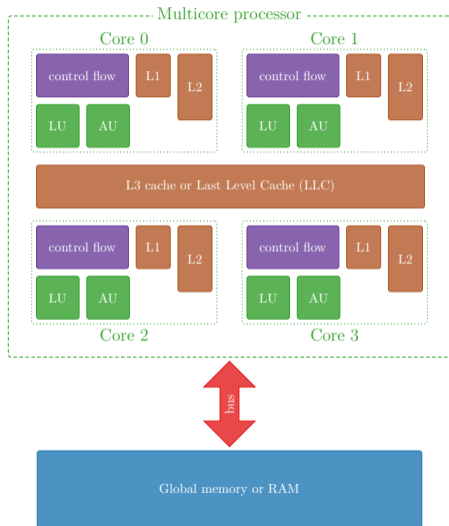 Multicore processor
Core 0
Core 1
control flow
L1
L2
control flow
L1
L2
LU
AU
LU
AU
L3 cache or Last Level Cache (LLC)
control flow
L1
L2
control flow
L1
L2
LU
AU
LU
AU
Core 2
Core 3
bus
Global memory or RAM